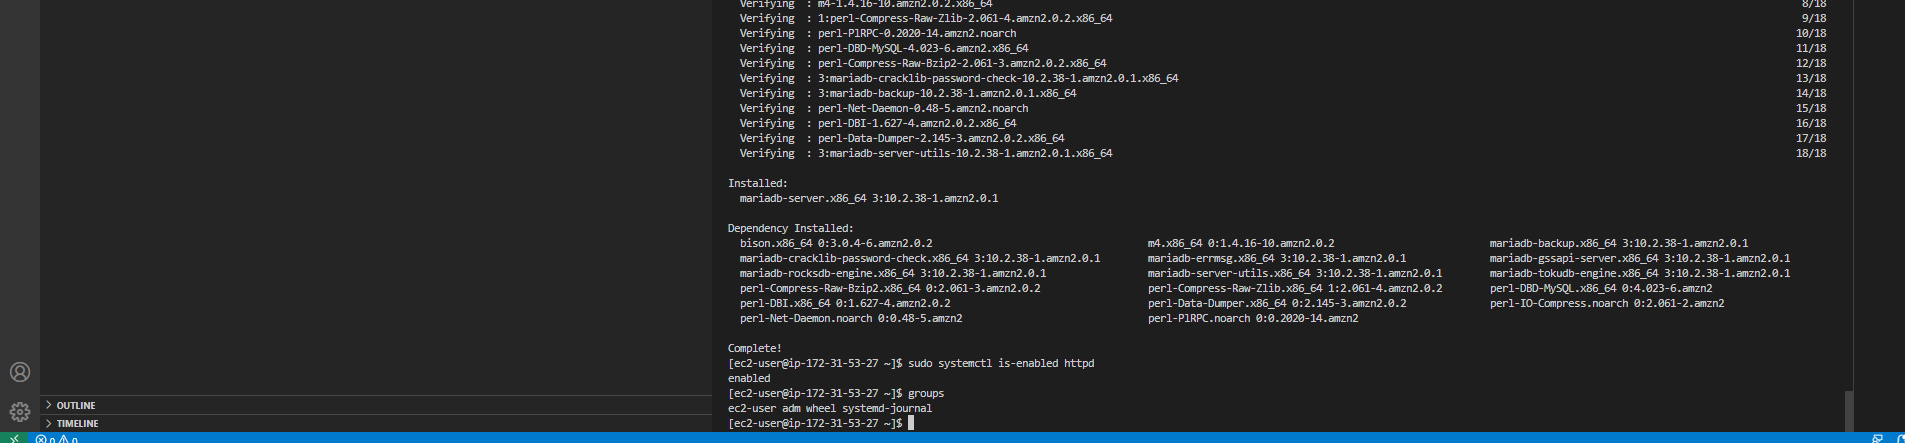 Verifying : m4-1.4.16-10.amzn2.0.2.x86_64 8/18
Verifying : 1:perl-Compress-Raw-Zlib-2.061-4.amzn2.0.2.x86_64 9/18
Verifying : perl-PlRPC-0.2020-14.amzn2.noarch 10/18
Verifying : perl-DBD-MySQL-4.023-6.amzn2.x86_64 11/18
Verifying : perl-Compress-Raw-Bzip2-2.061-3.amzn2.0.2.x86_64 12/18
Verifying : 3:mariadb-cracklib-password-check-10.2.38-1.amzn2.0.1.x86_64 13/18
Verifying : 3:mariadb-backup-10.2.38-1.amzn2.0.1.x86_64 14/18
Verifying : perl-Net-Daemon-0.48-5.amzn2.noarch 15/18
Verifying : perl-DBI-1.627-4.amzn2.0.2.x86_64 16/18
Verifying : perl-Data-Dumper-2.145-3.amzn2.0.2.x86_64 17/18
Verifying : 3:mariadb-server-utils-10.2.38-1.amzn2.0.1.x86_64 18/18
Installed:
mariadb-server.x86_64 3:10.2.38-1.amzn2.0.1
Dependency Installed:
bison.x86_64 0:3.0.4-6.amzn2.0.2 m4.x86_64 0:1.4.16-10.amzn2.0.2 mariadb-backup.x86_64 3:10.2.38-1.amzn2.0.1
mariadb-cracklib-password-check.x86_64 3:10.2.38-1.amzn2.0.1 mariadb-errmsg.x86_64 3:10.2.38-1.amzn2.0.1 mariadb-gssapi-server.x86_64 3:10.2.38-1.amzn2.0.1
mariadb-rocksdb-engine.x86_64 3:10.2.38-1.amzn2.0.1 mariadb-server-utils.x86_64 3:10.2.38-1.amzn2.0.1 mariadb-tokudb-engine.x86_64 3:10.2.38-1.amzn2.0.1
perl-Compress-Raw-Bzip2.x86_64 0:2.061-3.amzn2.0.2 perl-Compress-Raw-Zlib.x86_64 1:2.061-4.amzn2.0.2 perl-DBD-MySQL.x86_64 0:4.023-6.amzn2
perl-DBI.x86_64 0:1.627-4.amzn2.0.2 perl-Data-Dumper.x86_64 0:2.145-3.amzn2.0.2 perl-IO-Compress.noarch 0:2.061-2.amzn2
perl-Net-Daemon.noarch 0:0.48-5.amzn2 perl-PlRPC.noarch 0:0.2020-14.amzn2
Complete!
[ec2-user@ip-172-31-53-27 ~]$ sudo systemctl is-enabled httpd
enabled
[ec2-user@ip-172-31-53-27 ~]$ groups
ec2-user adm wheel systemd-journal
[ec2-user@ip-172-31-53-27 ~]$
OUTLINE
TIMELINE
0 0